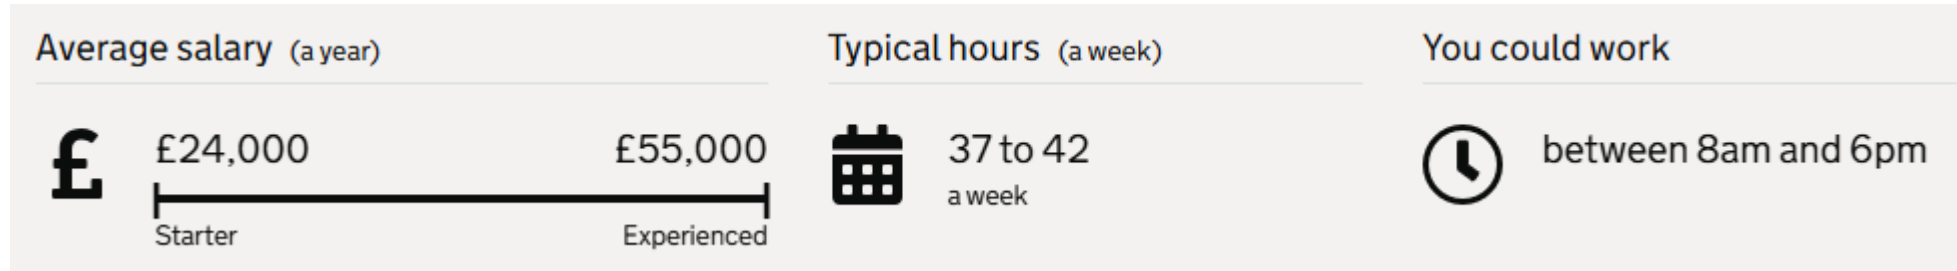 Average salary (a year)
£24,000 £55,000
Starter Experienced
Typical hours (a week)
37 to 42
a week
You could work
between 8am and 6pm